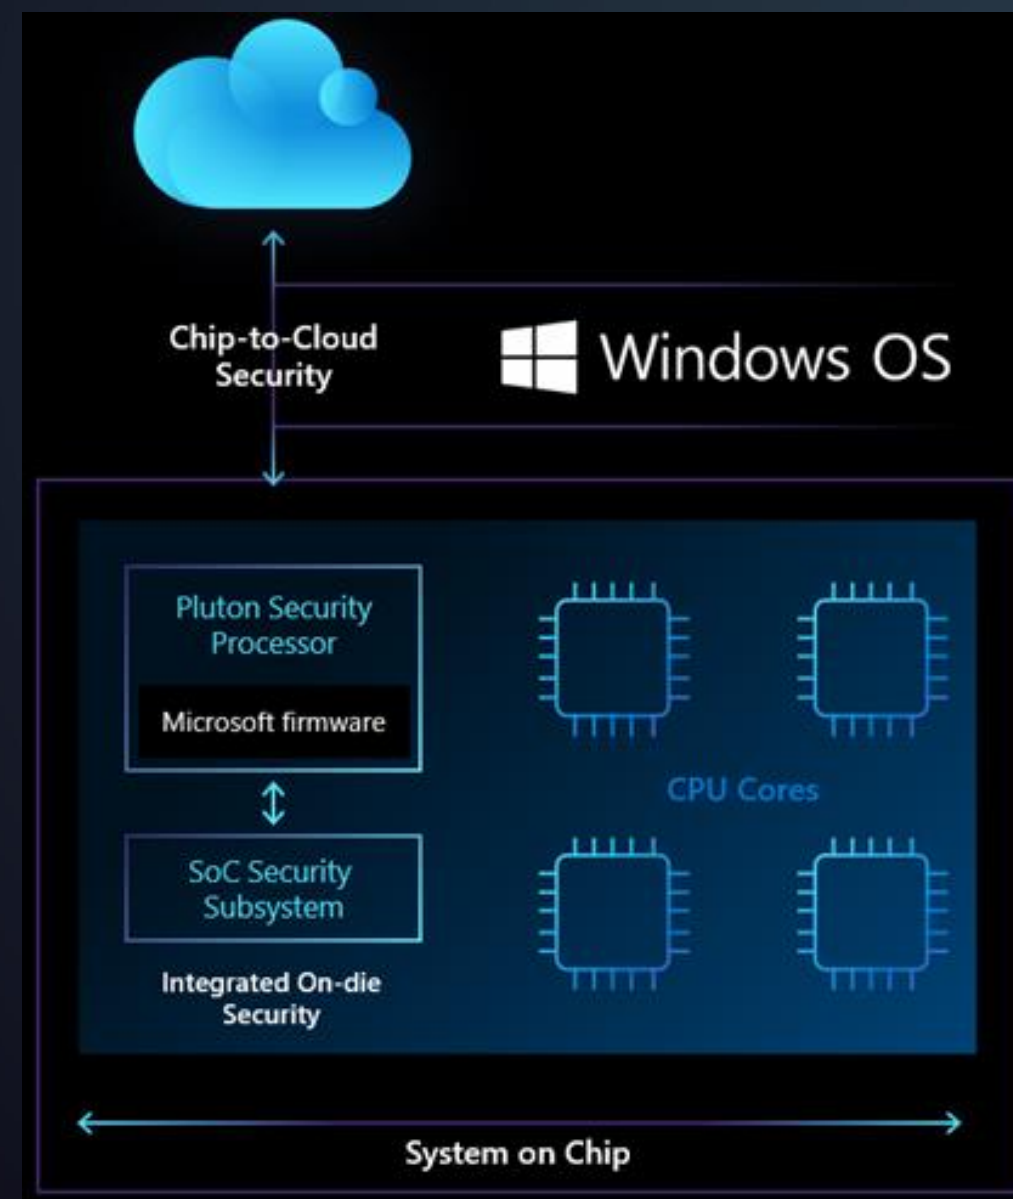 Chip-to-Cloud
Security
Windows OS
Pluton Security
Processor
Microsoft firmware
CPU Cores
SoC Security
Subsystem
Integrated On-die
Security
System on Chip